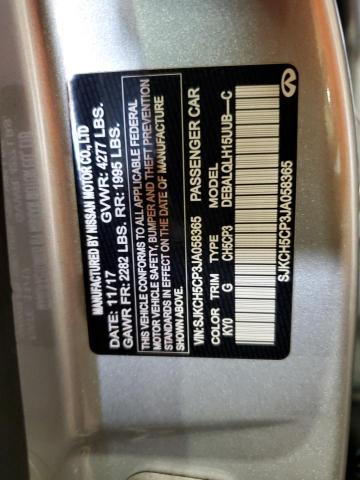 MANUFACTURED BY NISSAN MOTOR CO., LTD
DATE: 11/17 GVWR: 4277 LBS.
GAWR FR: 2282 LBS. RR: 1995 LBS.
THIS VEHICLE CONFORMS TO ALL APPLICABLE FEDERAL
MOTOR VEHICLE SAFETY, BUMPER AND THEFT PREVENTION
STANDARDS IN EFFECT ON THE DATE OF MANUFACTURE
SHOWN ABOVE.
VIN:SJKCH5CP3JA058365 PASSENGER CAR
COLOR TRIM TYPE MODEL
KY0 G CH5CP3 DEBALQLH15UUB--C
SJKCH5CP3JA058365